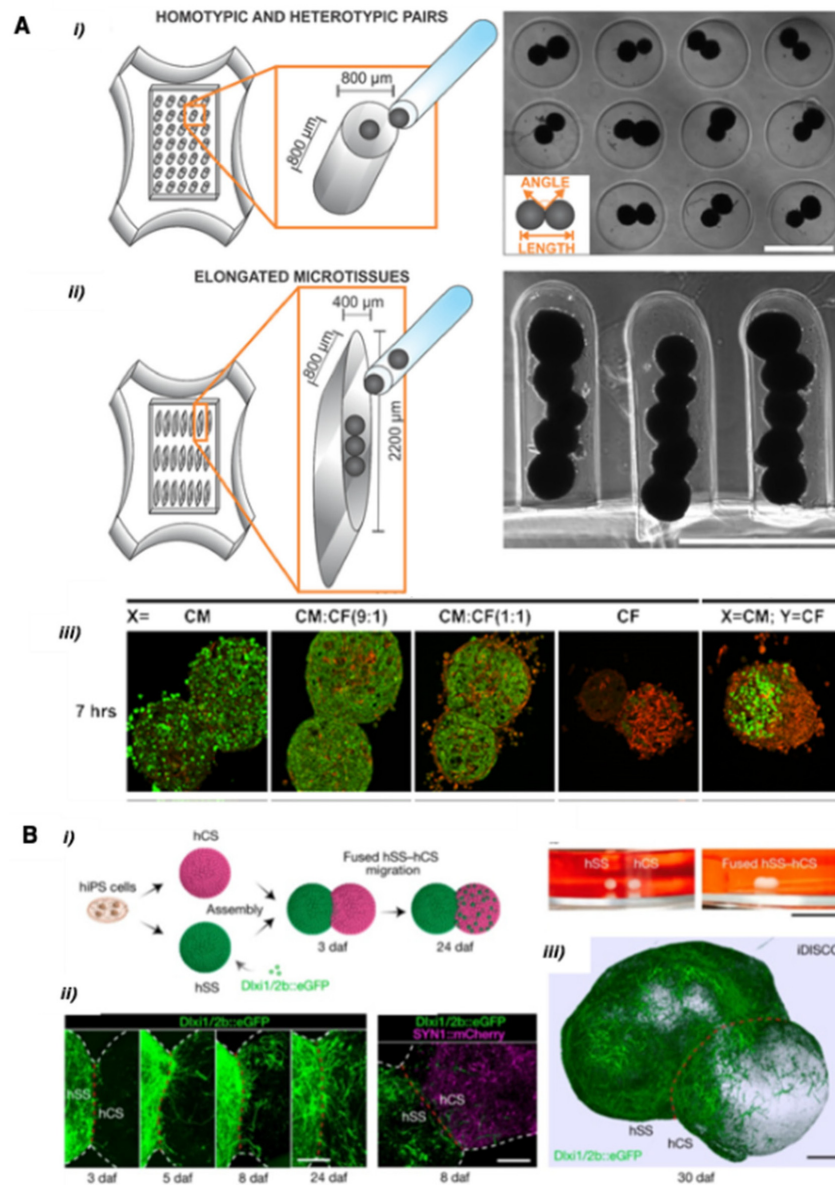 A
i)
HOMOTYPIC AND HETEROTYPIC PAIRS
800 µm
800 µm
ANGLE
LENGTH
ii)
ELONGATED MICROTISSUES
400 µm
800 µm
2200 µm
iii)
X= CM CM:CF(9:1) CM:CF(1:1) CF X=CM; Y=CF
7 hrs
B
i)
hCS
hiPS cells
Assembly
hSS
Dlxi1/2b::eGFP
Fused hSS–hCS
migration
3 daf
24 daf
hSS hCS
Fused hSS–hCS
ii)
Dlxi1/2b::eGFP
hSS
hCS
3 daf 5 daf 8 daf 24 daf
Dlxi1/2b::eGFP
SYN1::mCherry
hCS
hSS
8 daf
iii)
iDISCO
hSS
hCS
Dlxi1/2b::eGFP
30 daf